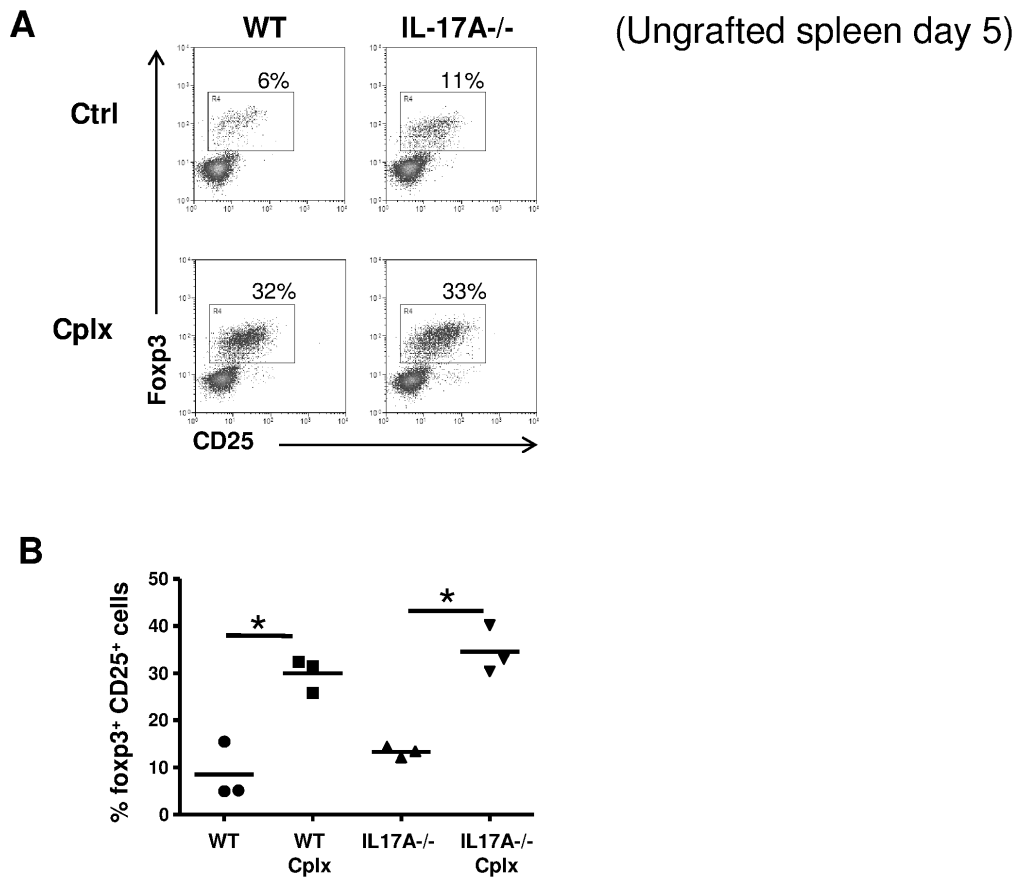 A
WT
IL-17A-/-
(Ungrafted spleen day 5)
Ctrl
6%
R4
11%
R4
Cplx
32%
R4
33%
R4
Foxp3
CD25
B
% foxp3⁺ CD25⁺ cells
50
40
30
20
10
0
*
*
WT
WT
Cplx
IL17A-/-
IL17A-/-
Cplx